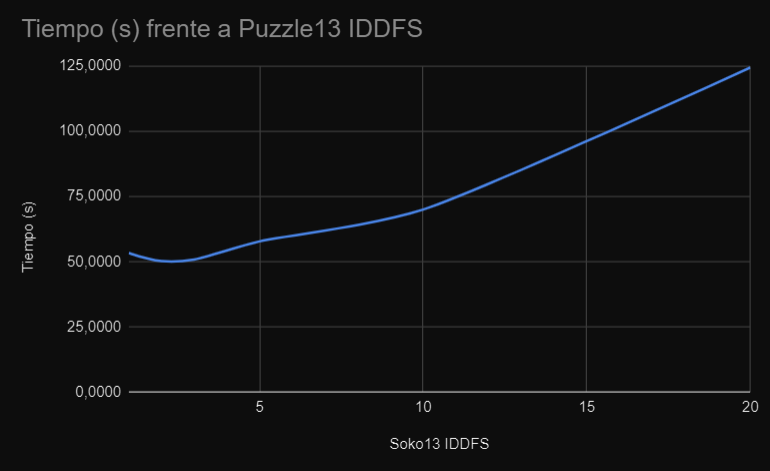 Tiempo (s) frente a Puzzle13 IDDFS
125,0000
100,0000
75,0000
50,0000
25,0000
0,0000
Tiempo (s)
5 10 15 20
Soko13 IDDFS